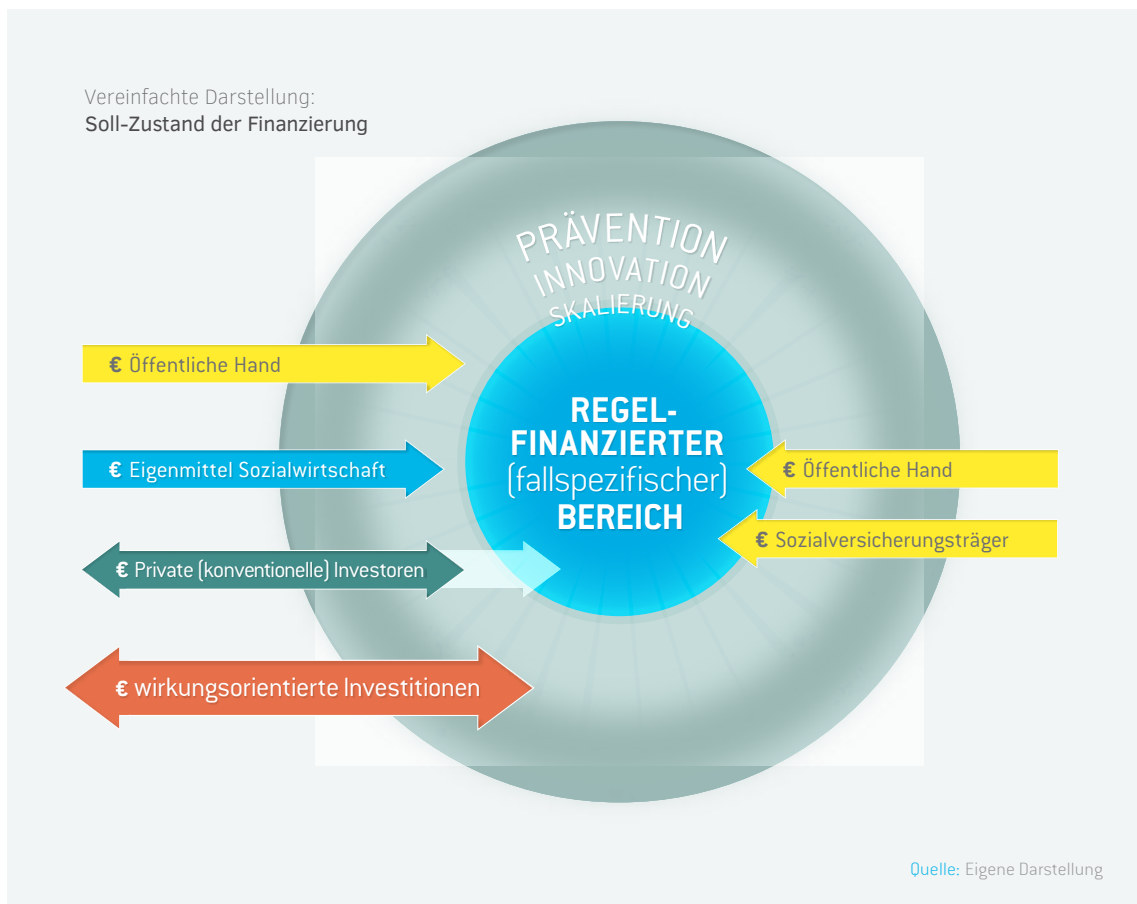 Vereinfachte Darstellung:
Soll-Zustand der Finanzierung
PRÄVENTION
INNOVATION
SKALIERUNG
€ Öffentliche Hand
REGEL-
FINANZIERTER
(fallspezifischer)
BEREICH
€ Eigenmittel Sozialwirtschaft
€ Öffentliche Hand
€ Sozialversicherungsträger
€ Private (konventionelle) Investoren
€ wirkungsorientierte Investitionen
Quelle: Eigene Darstellung